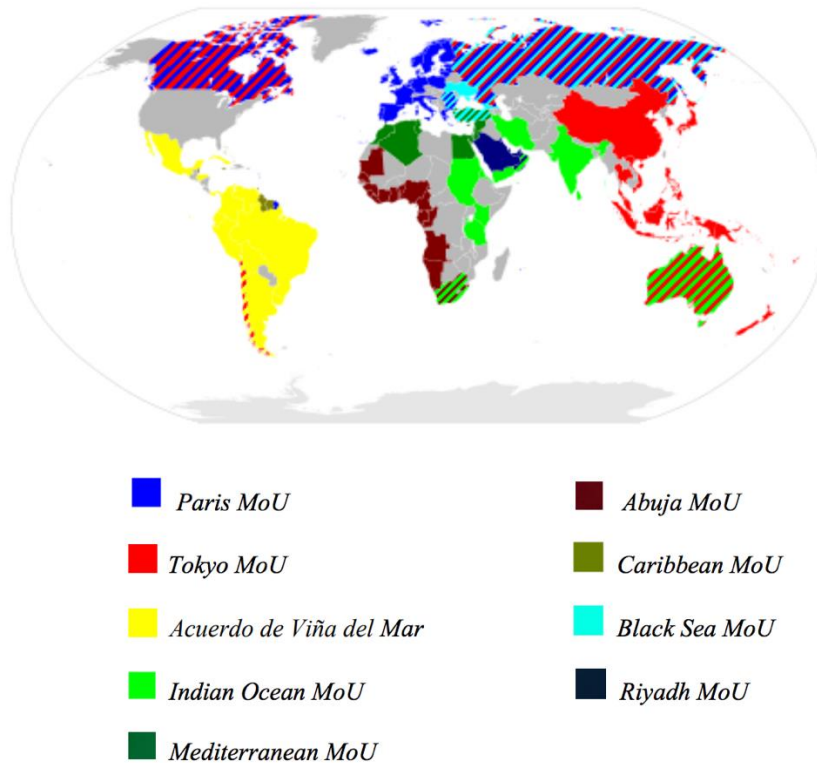 Paris MoU
Abuja MoU
Tokyo MoU
Caribbean MoU
Acuerdo de Viña del Mar
Black Sea MoU
Indian Ocean MoU
Riyadh MoU
Mediterranean MoU